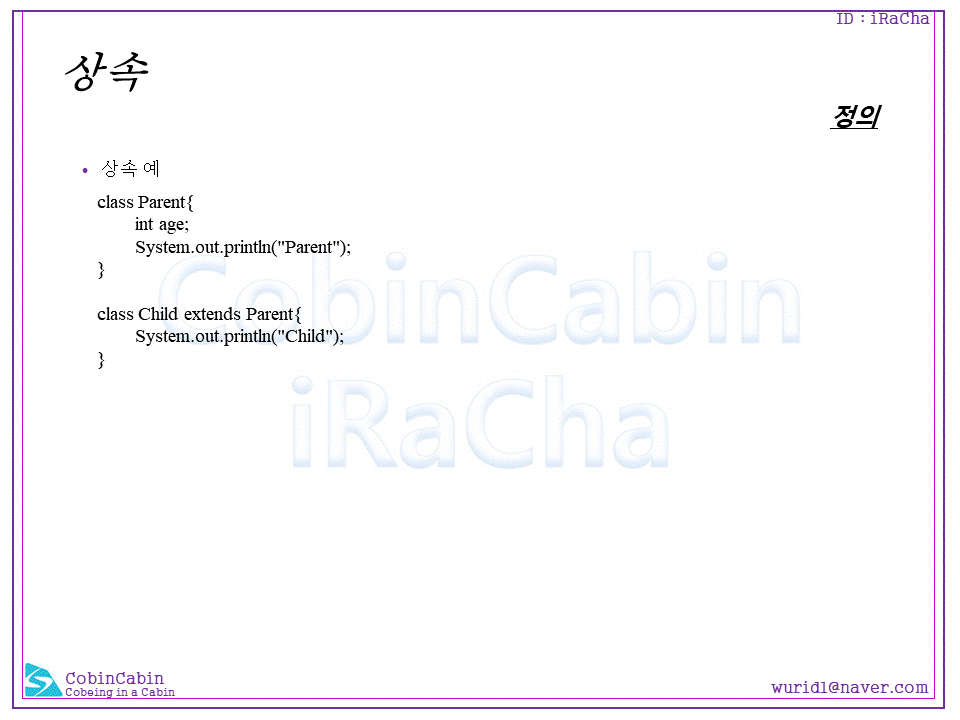 ID : iRaCha
상속
정의
• 상속 예
class Parent{
int age;
System.out.println("Parent");
}
class Child extends Parent{
System.out.println("Child");
}
CobinCabin
iRaCha
CobinCabin
Cobeing in a Cabin
wurid1@naver.com